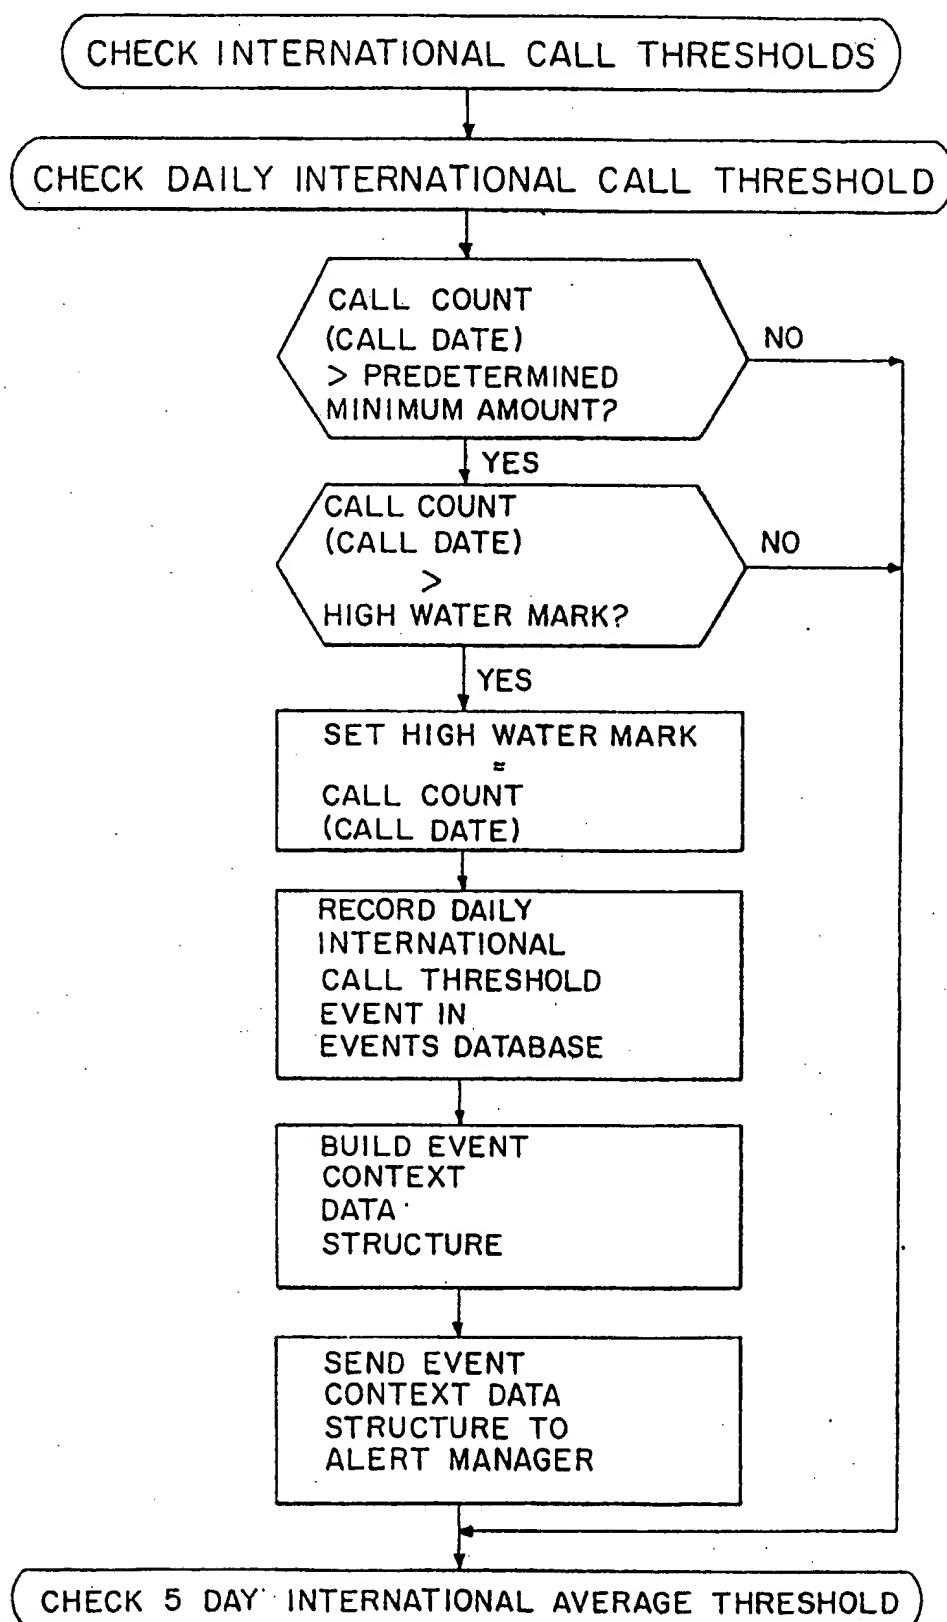 CHECK INTERNATIONAL CALL THRESHOLDS
CHECK DAILY INTERNATIONAL CALL THRESHOLD
CALL COUNT
(CALL DATE)
> PREDETERMINED
MINIMUM AMOUNT?
NO
YES
CALL COUNT
(CALL DATE)
>
HIGH WATER MARK?
NO
YES
SET HIGH WATER MARK
=
CALL COUNT
(CALL DATE)
RECORD DAILY
INTERNATIONAL
CALL THRESHOLD
EVENT IN
EVENTS DATABASE
BUILD EVENT
CONTEXT
DATA
STRUCTURE
SEND EVENT
CONTEXT DATA
STRUCTURE TO
ALERT MANAGER
CHECK 5 DAY INTERNATIONAL AVERAGE THRESHOLD